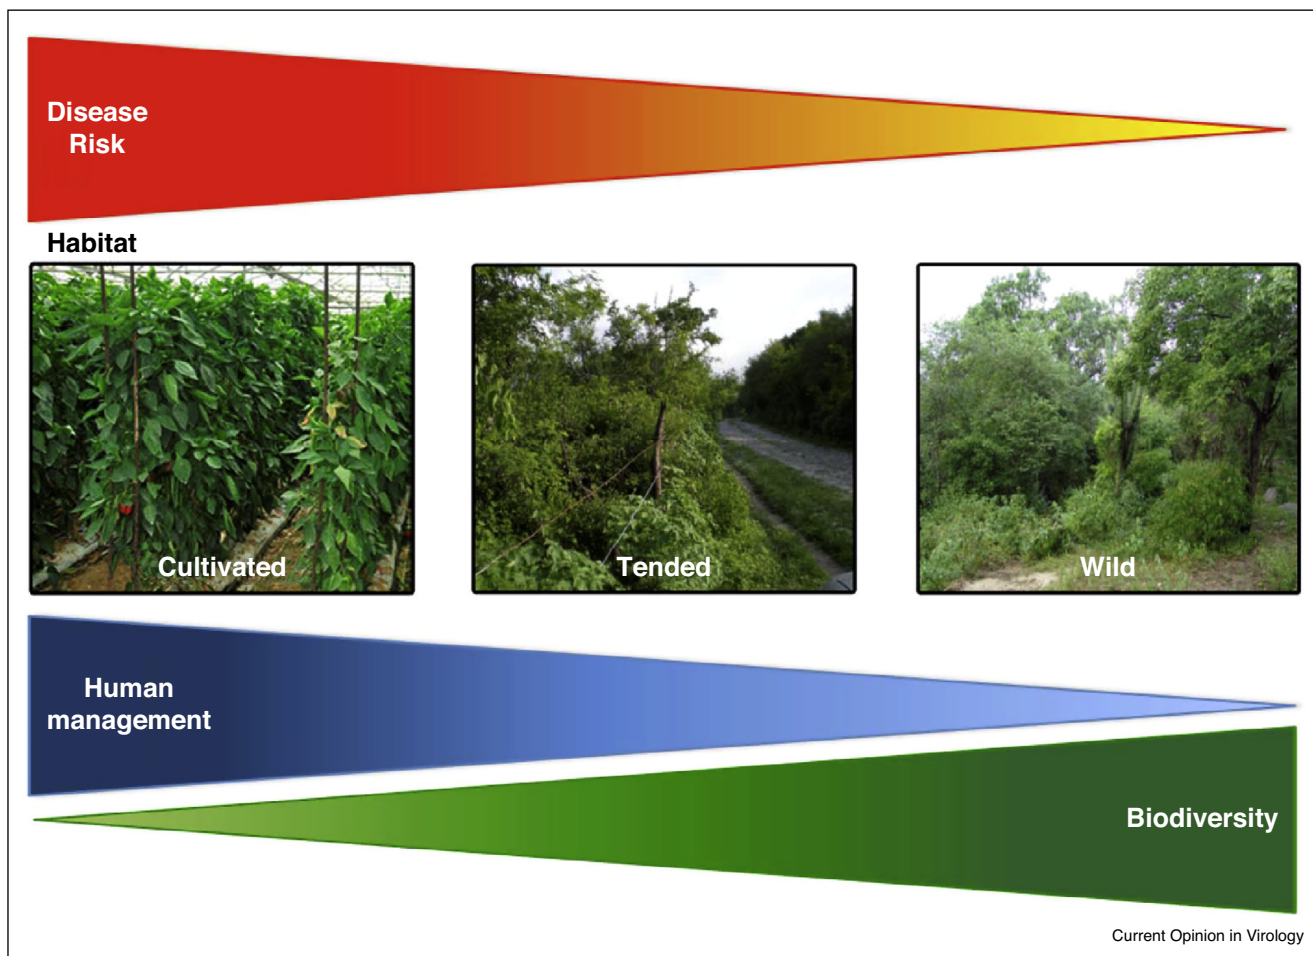 Disease
Risk
Habitat
Cultivated
Tended
Wild
Human
management
Biodiversity
Current Opinion in Virology